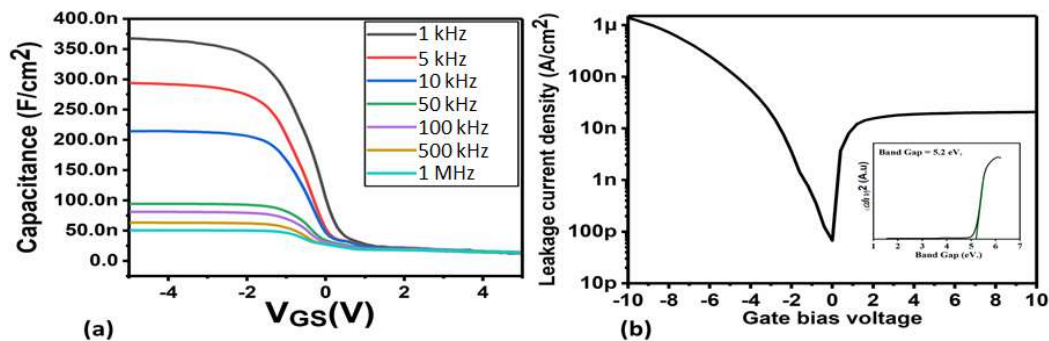 400.0n
350.0n
300.0n
250.0n
200.0n
150.0n
100.0n
50.0n
0.0
Capacitance (F/cm²)
1 kHz
5 kHz
10 kHz
50 kHz
100 kHz
500 kHz
1 MHz
-4 -2 0 2 4
VGS(V)
(a)
1μ
100n
10n
1n
100p
10p
Leakage current density (A/cm²)
Band Gap = 5.2 eV.
1 2 3 4 5 6 7
Band Gap (eV.)
-10 -8 -6 -4 -2 0 2 4 6 8 10
Gate bias voltage
(b)